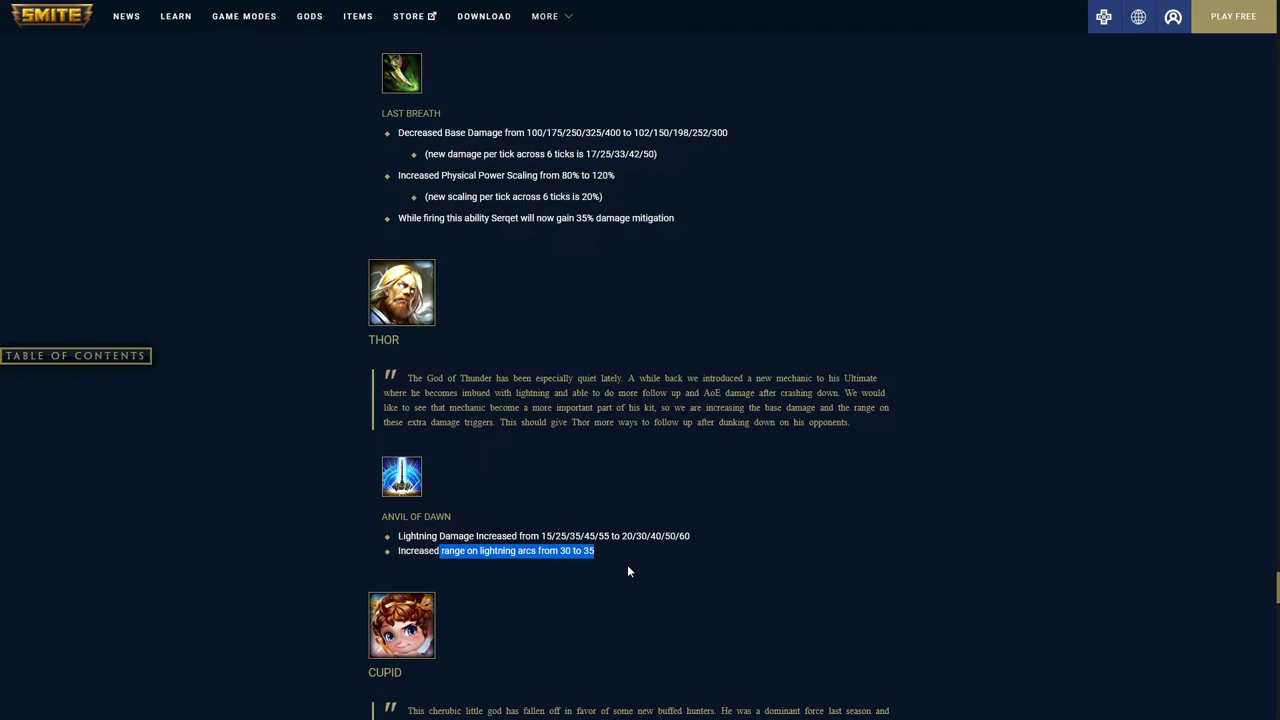 SMITE NEWS LEARN GAME MODES GODS ITEMS STORE DOWNLOAD MORE PLAY FREE
LAST BREATH
Decreased Base Damage from 100/175/250/325/400 to 102/150/198/252/300
(new damage per tick across 6 ticks is 17/25/33/42/50)
Increased Physical Power Scaling from 80% to 120%
(new scaling per tick across 6 ticks is 20%)
While firing this ability Serqet will now gain 35% damage mitigation
THOR
TABLE OF CONTENTS
" The God of Thunder has been especially quiet lately. A while back we introduced a new mechanic to his Ultimate
where he becomes imbued with lightning and able to do more follow up and AoE damage after crashing down. We would
like to see that mechanic become a more important part of his kit, so we are increasing the base damage and the range on
these extra damage triggers. This should give Thor more ways to follow up after dunking down on his opponents.
ANVIL OF DAWN
Lightning Damage Increased from 15/25/35/45/55 to 20/30/40/50/60
Increased range on lightning arcs from 30 to 35
CUPID
" This cherubic little god has fallen off in favor of some new buffed hunters. He was a dominant force last season and